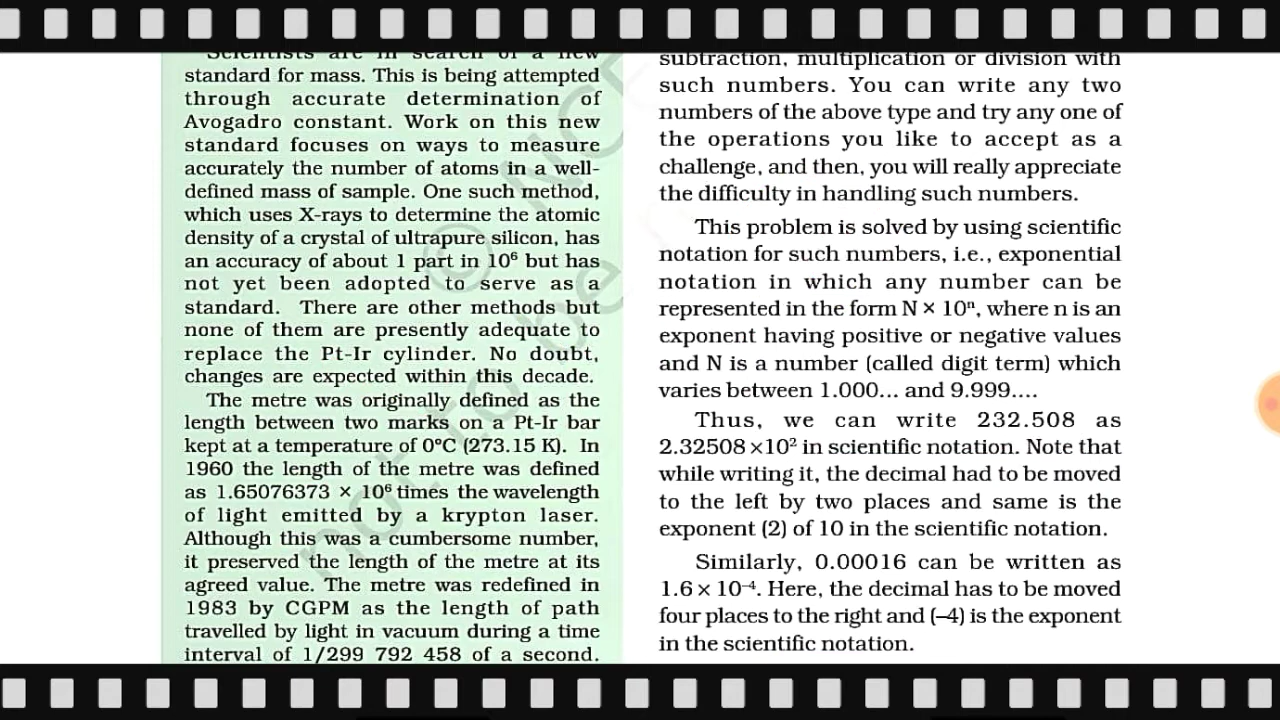 Scientists are in search of a new
standard for mass. This is being attempted
through accurate determination of
Avogadro constant. Work on this new
standard focuses on ways to measure
accurately the number of atoms in a well-
defined mass of sample. One such method,
which uses X-rays to determine the atomic
density of a crystal of ultrapure silicon, has
an accuracy of about 1 part in 10⁶ but has
not yet been adopted to serve as a
standard. There are other methods but
none of them are presently adequate to
replace the Pt-Ir cylinder. No doubt,
changes are expected within this decade.
The metre was originally defined as the
length between two marks on a Pt-Ir bar
kept at a temperature of 0°C (273.15 K). In
1960 the length of the metre was defined
as 1.65076373 × 10⁶ times the wavelength
of light emitted by a krypton laser.
Although this was a cumbersome number,
it preserved the length of the metre at its
agreed value. The metre was redefined in
1983 by CGPM as the length of path
travelled by light in vacuum during a time
interval of 1/299 792 458 of a second.
subtraction, multiplication or division with
such numbers. You can write any two
numbers of the above type and try any one of
the operations you like to accept as a
challenge, and then, you will really appreciate
the difficulty in handling such numbers.
This problem is solved by using scientific
notation for such numbers, i.e., exponential
notation in which any number can be
represented in the form N × 10ⁿ, where n is an
exponent having positive or negative values
and N is a number (called digit term) which
varies between 1.000... and 9.999....
Thus, we can write 232.508 as
2.32508 ×10² in scientific notation. Note that
while writing it, the decimal had to be moved
to the left by two places and same is the
exponent (2) of 10 in the scientific notation.
Similarly, 0.00016 can be written as
1.6 × 10⁻⁴. Here, the decimal has to be moved
four places to the right and (–4) is the exponent
in the scientific notation.
© NCE
not to be